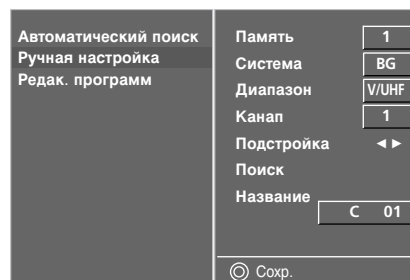 Автоматический поиск
Ручная настройка
Редак. программ
Память 1
Система BG
Диапазон V/UHF
Канап 1
Подстройка ◄►
Поиск
Название
C 01
Сохр.